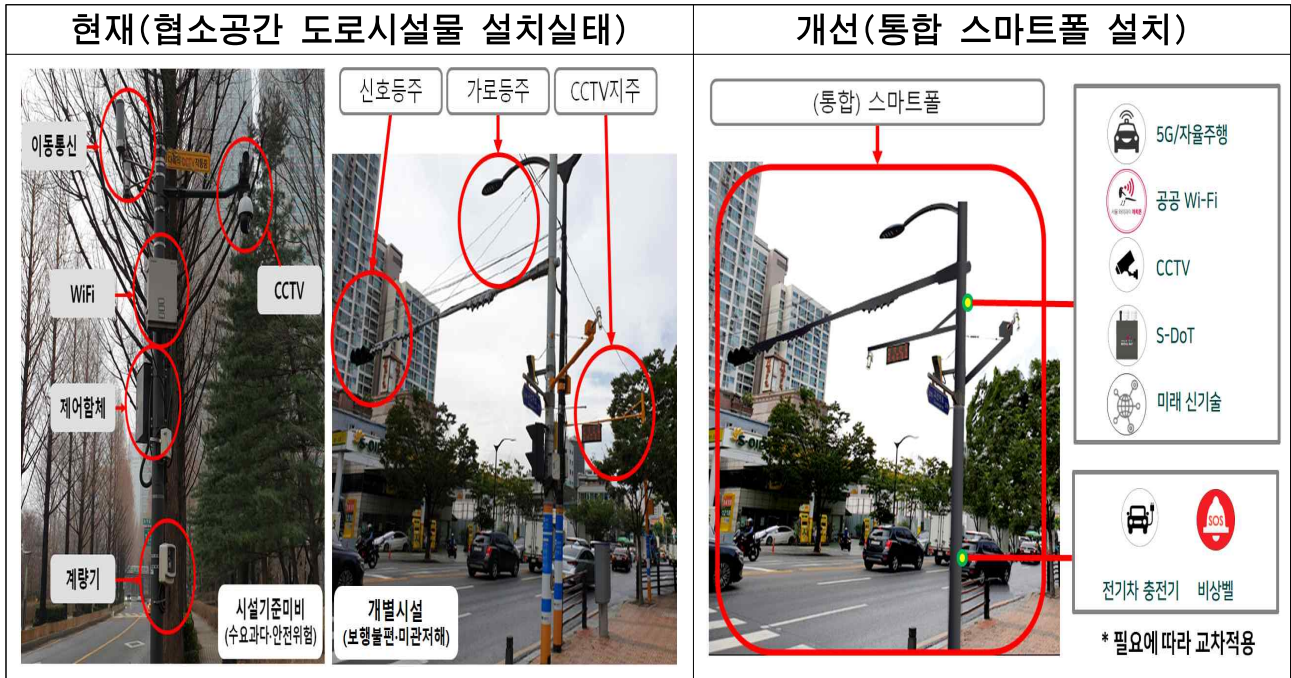 현재(협소공간 도로시설물 설치실태)
개선(통합 스마트폴 설치)
이동통신
WiFi
CCTV
제어함체
계량기
시설기준미비
(수요과다·안전위험)
신호등주
가로등주
CCTV지주
개별시설
(보행불편·미관저해)
(통합) 스마트폴
5G/자율주행
공공 Wi-Fi
CCTV
S-DoT
미래 신기술
SOS
전기차 충전기
비상벨
* 필요에 따라 교차적용